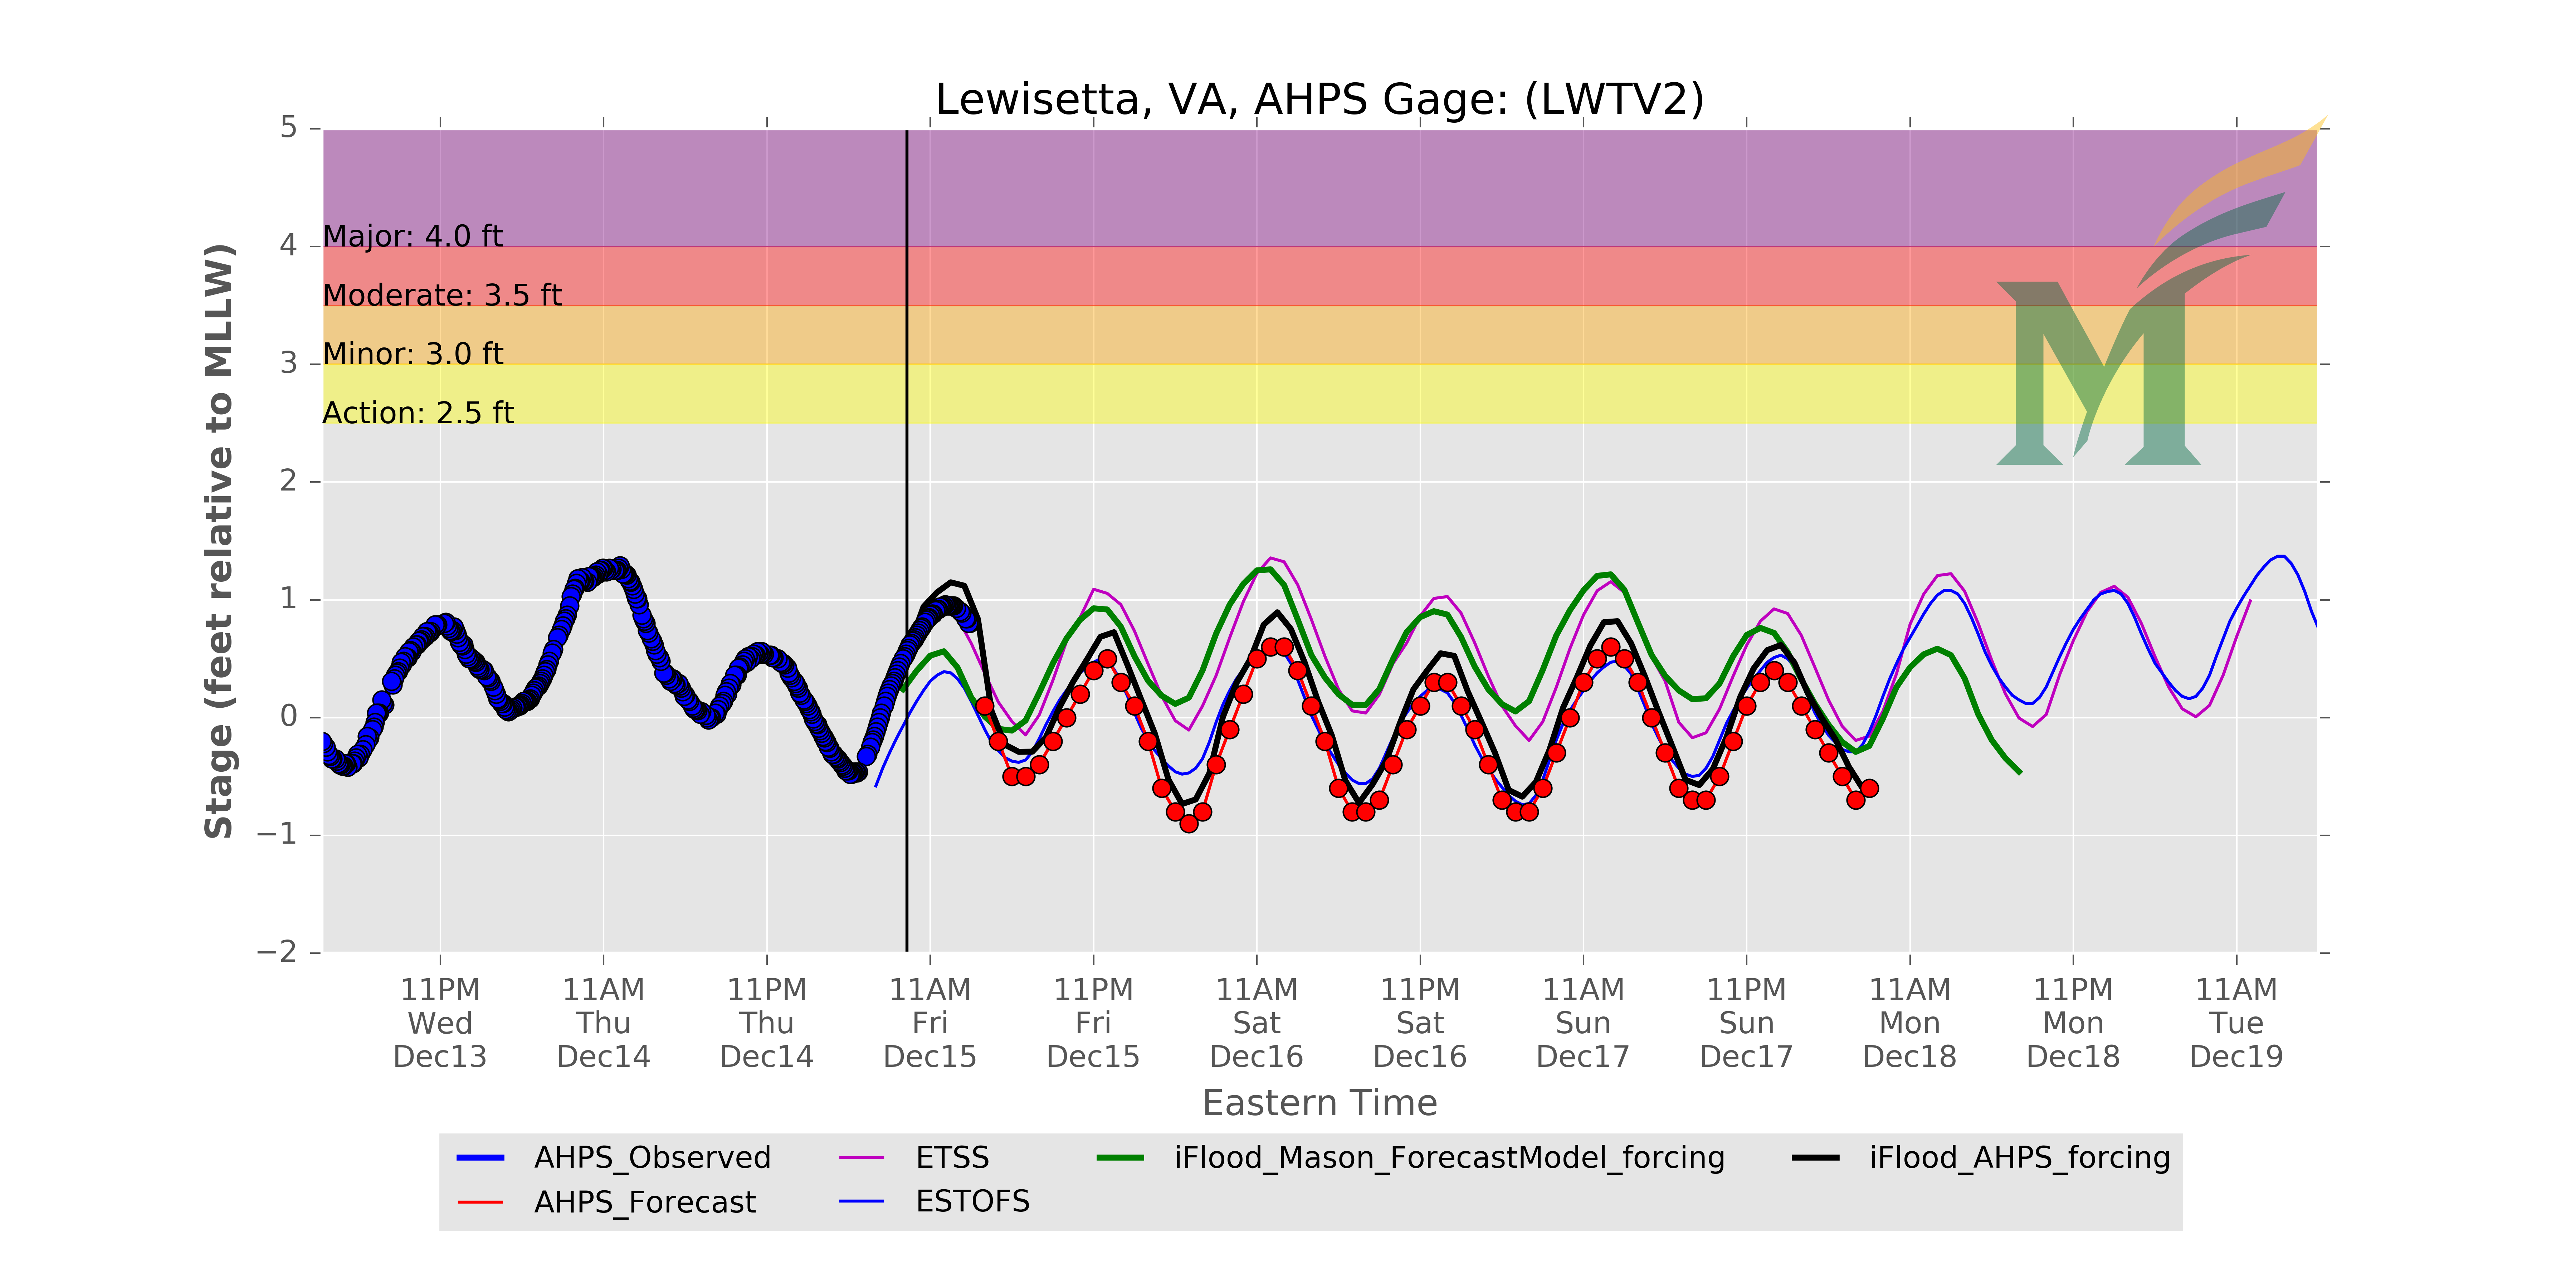 Lewisetta, VA, AHPS Gage: (LWTV2)
Stage (feet relative to MLLW)
5
4
3
2
1
0
−1
−2
Major: 4.0 ft
Moderate: 3.5 ft
Minor: 3.0 ft
Action: 2.5 ft
M
11PM 11AM 11PM 11AM 11PM 11AM 11PM 11AM 11PM 11AM 11PM 11AM
Wed Thu Thu Fri Fri Sat Sat Sun Sun Mon Mon Tue
Dec13 Dec14 Dec14 Dec15 Dec15 Dec16 Dec16 Dec17 Dec17 Dec18 Dec18 Dec19
Eastern Time
AHPS_Observed ETSS iFlood_Mason_ForecastModel_forcing iFlood_AHPS_forcing
AHPS_Forecast ESTOFS